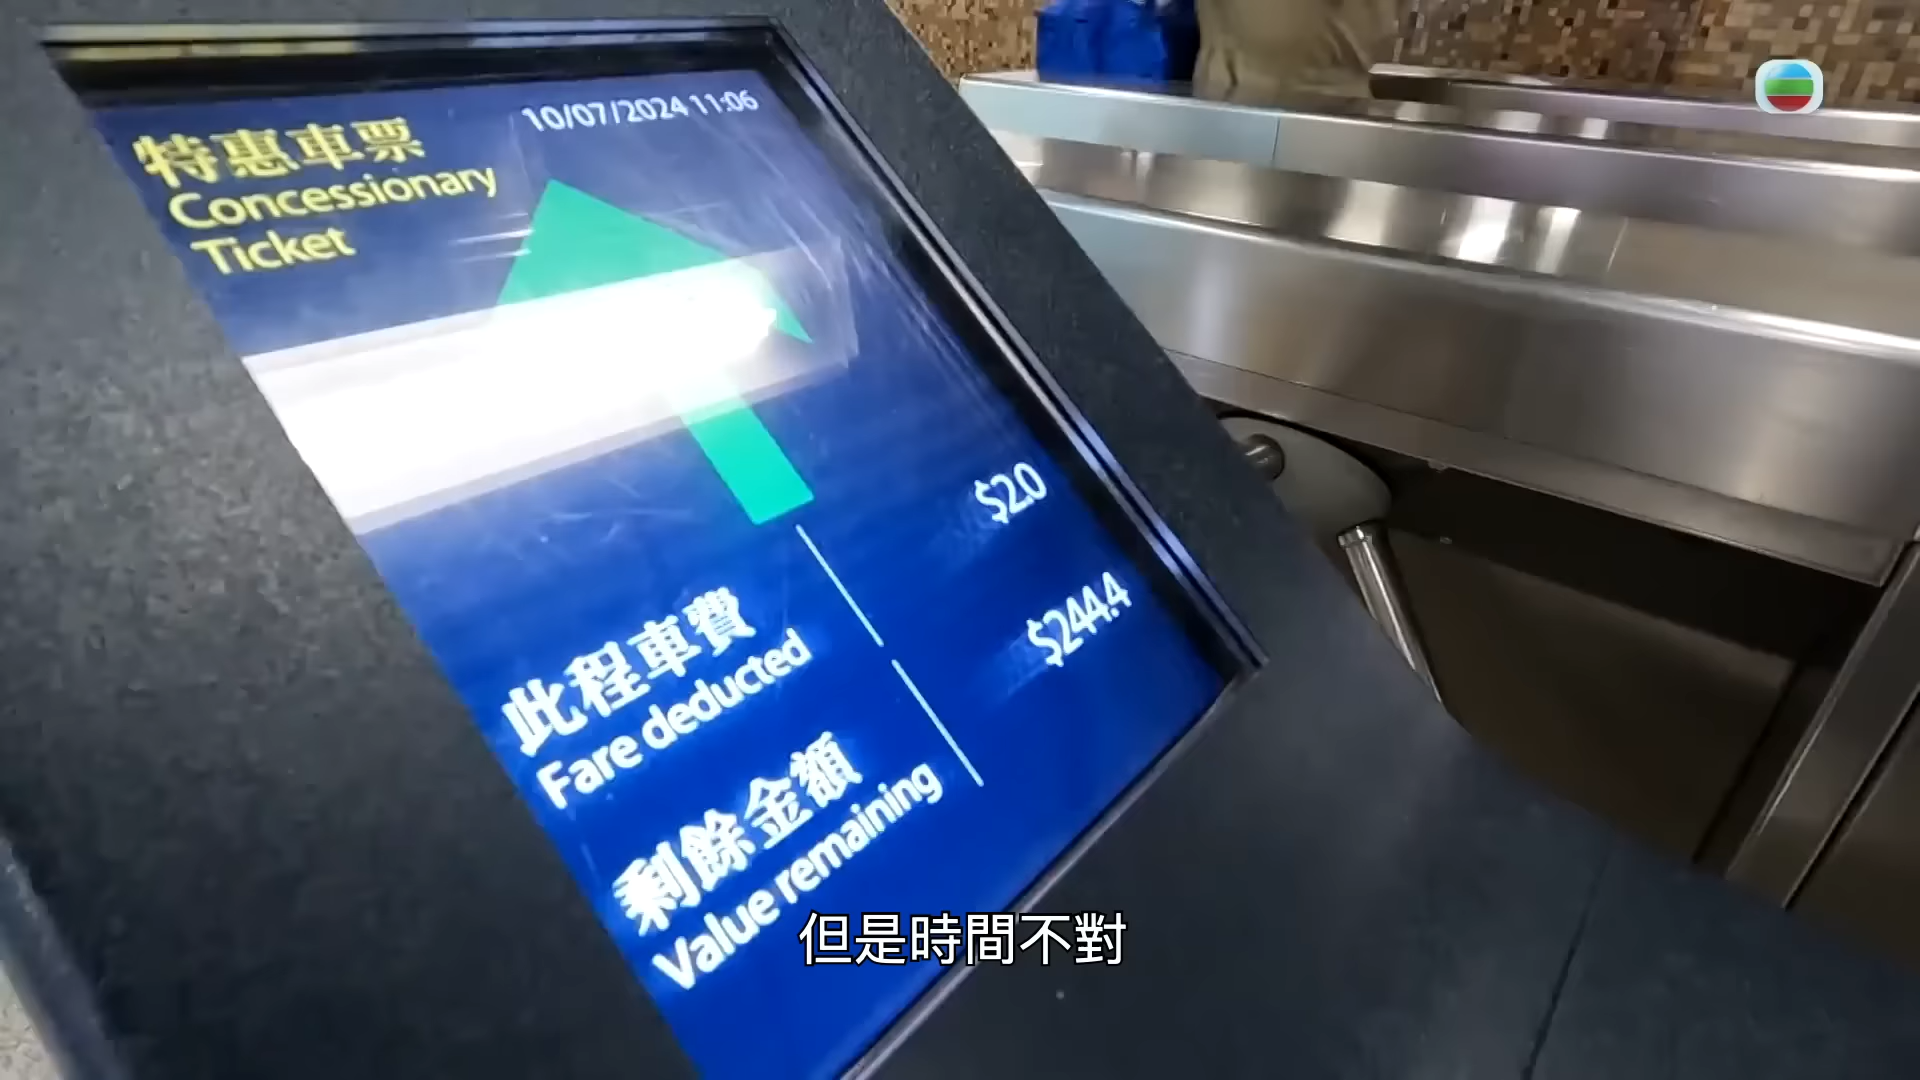 10/07/2024 11:06
特惠車票
Concessionary
Ticket
此程車費
Fare deducted
$2.0
剩餘金額
Value remaining
$244.4
但是時間不對